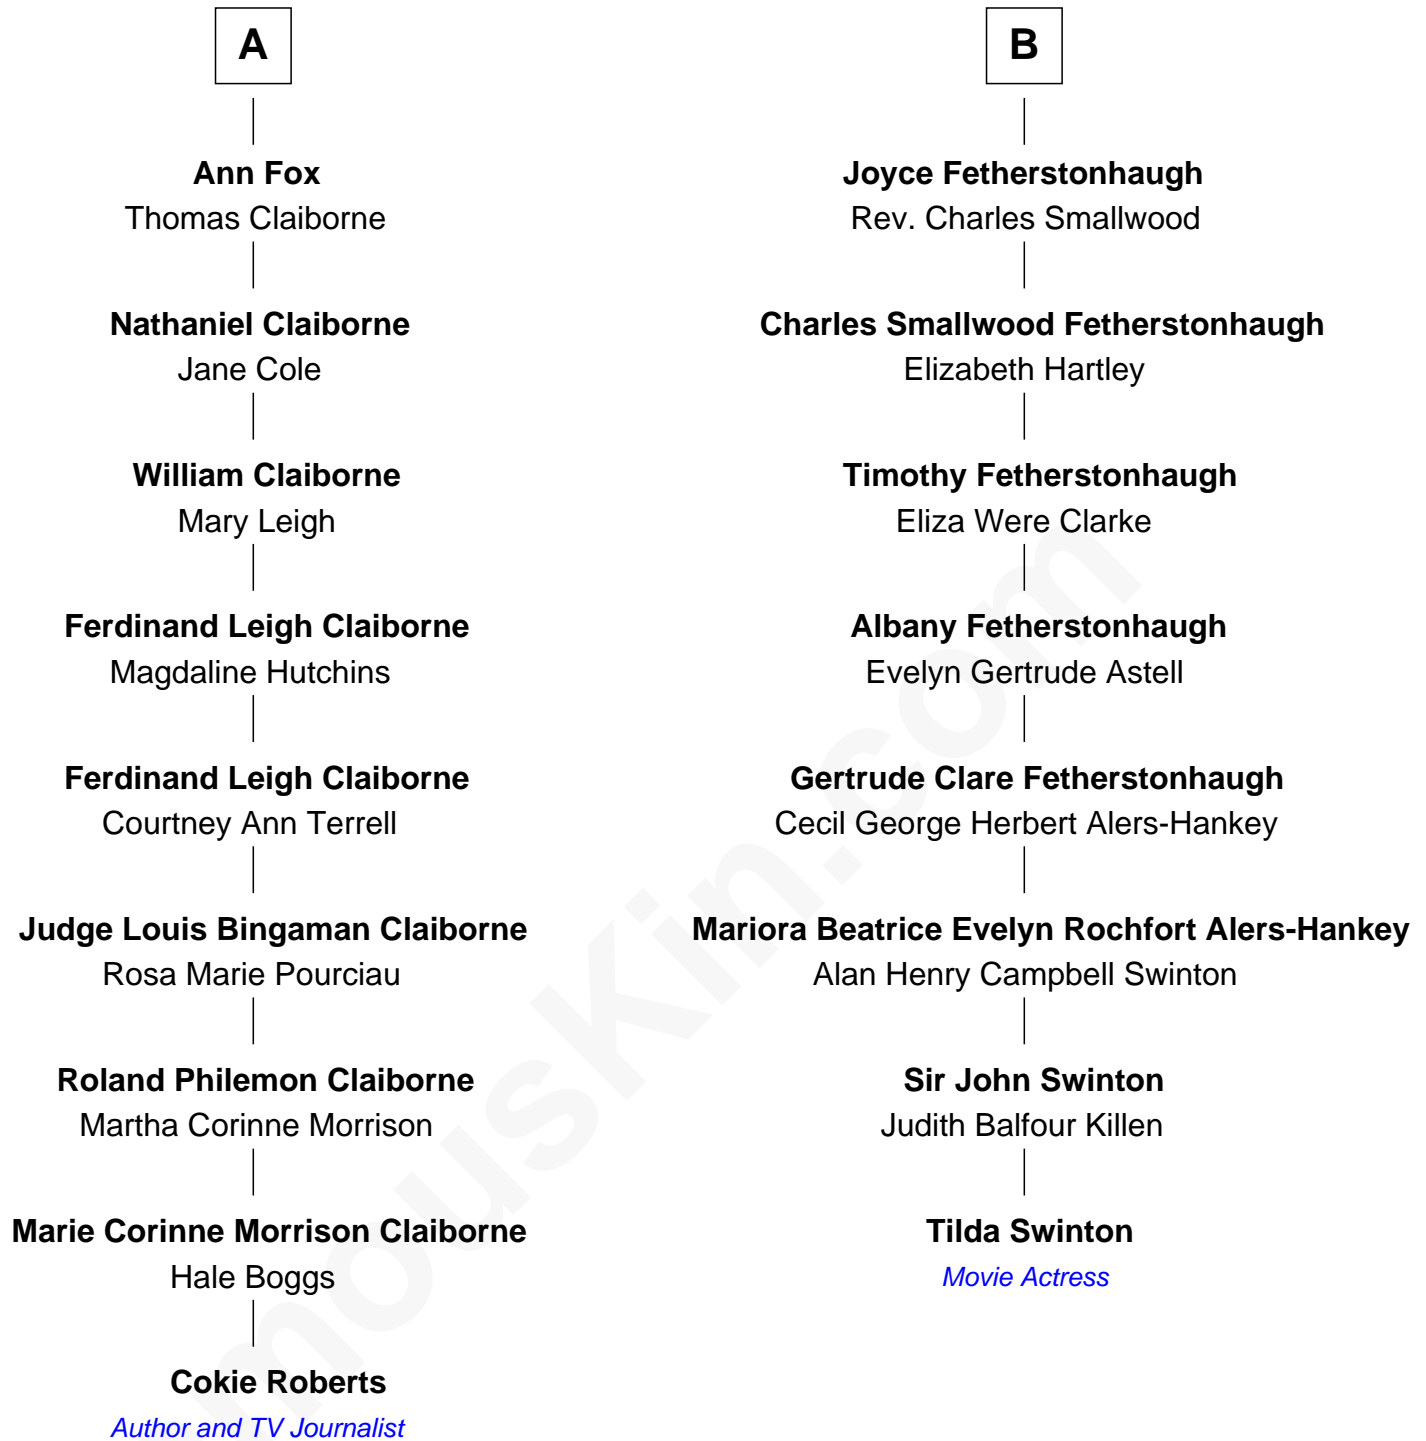 A
Ann Fox
Thomas Claiborne
Nathaniel Claiborne
Jane Cole
William Claiborne
Mary Leigh
Ferdinand Leigh Claiborne
Magdaline Hutchins
Ferdinand Leigh Claiborne
Courtney Ann Terrell
Judge Louis Bingaman Claiborne
Rosa Marie Pourciau
Roland Philemon Claiborne
Martha Corinne Morrison
Marie Corinne Morrison Claiborne
Hale Boggs
Cokie Roberts
Author and TV Journalist
B
Joyce Fetherstonhaugh
Rev. Charles Smallwood
Charles Smallwood Fetherstonhaugh
Elizabeth Hartley
Timothy Fetherstonhaugh
Eliza Were Clarke
Albany Fetherstonhaugh
Evelyn Gertrude Astell
Gertrude Clare Fetherstonhaugh
Cecil George Herbert Alers-Hankey
Mariora Beatrice Evelyn Rochfort Alers-Hankey
Alan Henry Campbell Swinton
Sir John Swinton
Judith Balfour Killen
Tilda Swinton
Movie Actress
mousKin.com